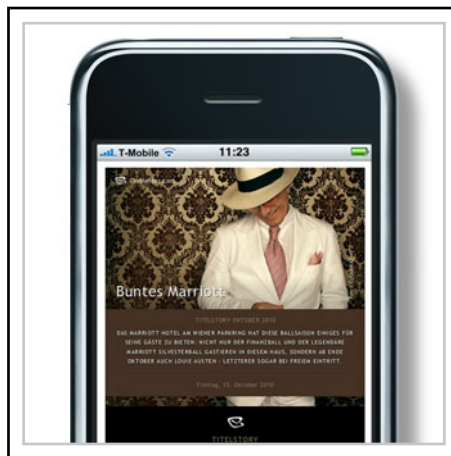 T-Mobile 11:23
Buntes Marriott
TITELSTORY OKTOBER 2010
DAS MARRIOTT HOTEL AM WIENER PARKRING HAT DIESE BALLSAISON EINIGES FÜR
SEINE GÄSTE ZU BIETEN: NICHT NUR DER FINANZBALL UND DER LEGENDÄRE
MARRIOTT SILVESTERBALL GASTIEREN IN DIESEM HAUS, SONDERN AB ENDE
OKTOBER AUCH LOUIE AUSTEN - LETZTERER SOGAR BEI FREIEM EINTRITT.
Freitag, 15. Oktober 2010
TITELSTORY